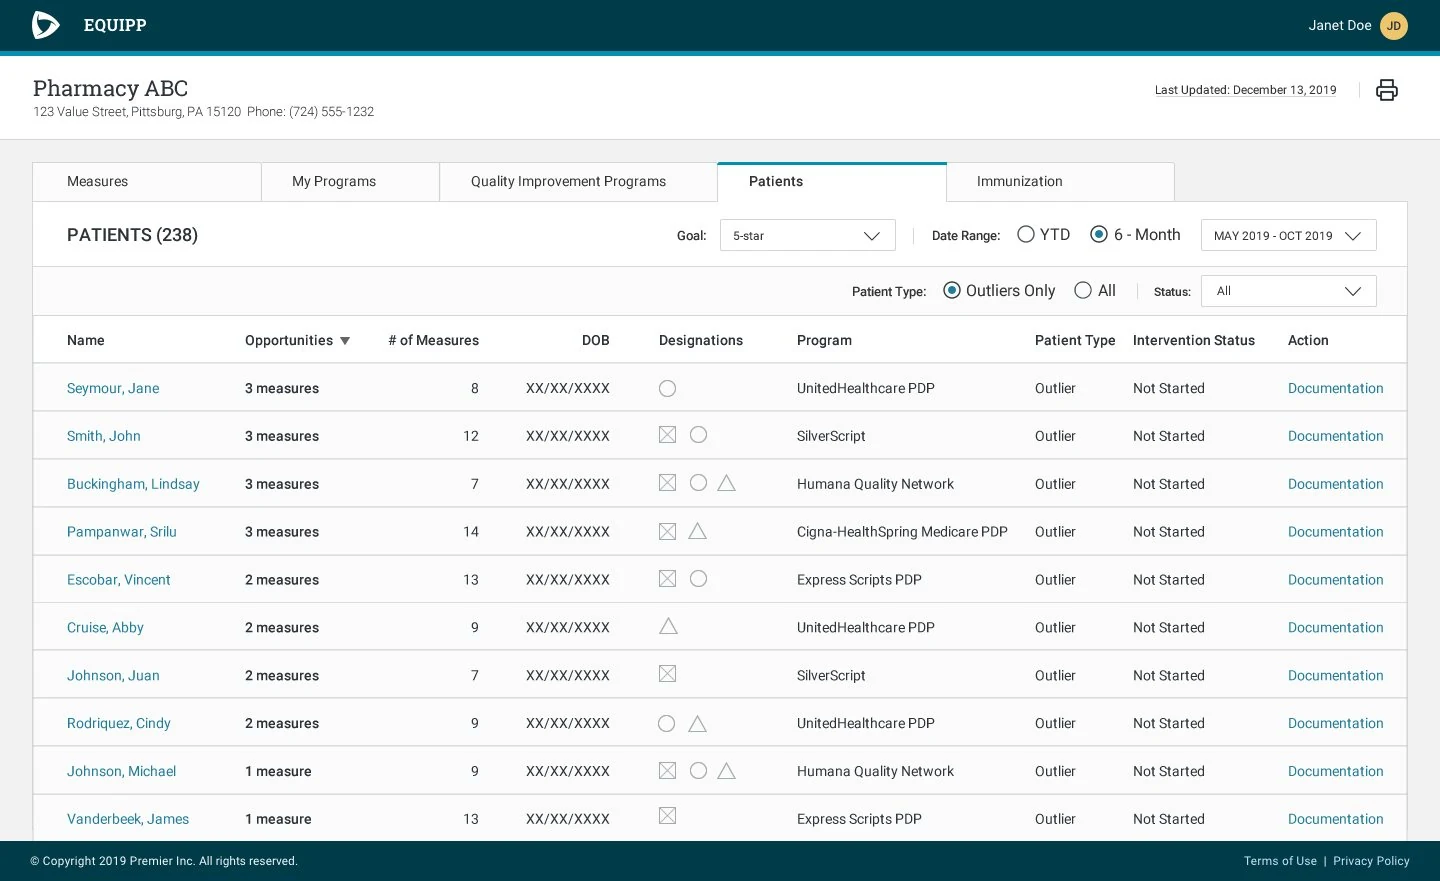 EQUIPP
Janet Doe JD
Pharmacy ABC
123 Value Street, Pittsburg, PA 15120 Phone: (724) 555-1232
Last Updated: December 13, 2019
Measures My Programs Quality Improvement Programs Patients Immunization
PATIENTS (238) Goal: 5-star Date Range: YTD 6 - Month MAY 2019 - OCT 2019
Patient Type: Outliers Only All Status: All
Name Opportunities # of Measures DOB Designations Program Patient Type Intervention Status Action
Seymour, Jane 3 measures 8 XX/XX/XXXX UnitedHealthcare PDP Outlier Not Started Documentation
Smith, John 3 measures 12 XX/XX/XXXX SilverScript Outlier Not Started Documentation
Buckingham, Lindsay 3 measures 7 XX/XX/XXXX Humana Quality Network Outlier Not Started Documentation
Pampanwar, Srilu 3 measures 14 XX/XX/XXXX Cigna-HealthSpring Medicare PDP Outlier Not Started Documentation
Escobar, Vincent 2 measures 13 XX/XX/XXXX Express Scripts PDP Outlier Not Started Documentation
Cruise, Abby 2 measures 9 XX/XX/XXXX UnitedHealthcare PDP Outlier Not Started Documentation
Johnson, Juan 2 measures 7 XX/XX/XXXX SilverScript Outlier Not Started Documentation
Rodriquez, Cindy 2 measures 9 XX/XX/XXXX UnitedHealthcare PDP Outlier Not Started Documentation
Johnson, Michael 1 measure 9 XX/XX/XXXX Humana Quality Network Outlier Not Started Documentation
Vanderbeek, James 1 measure 13 XX/XX/XXXX Express Scripts PDP Outlier Not Started Documentation
© Copyright 2019 Premier Inc. All rights reserved. Terms of Use | Privacy Policy